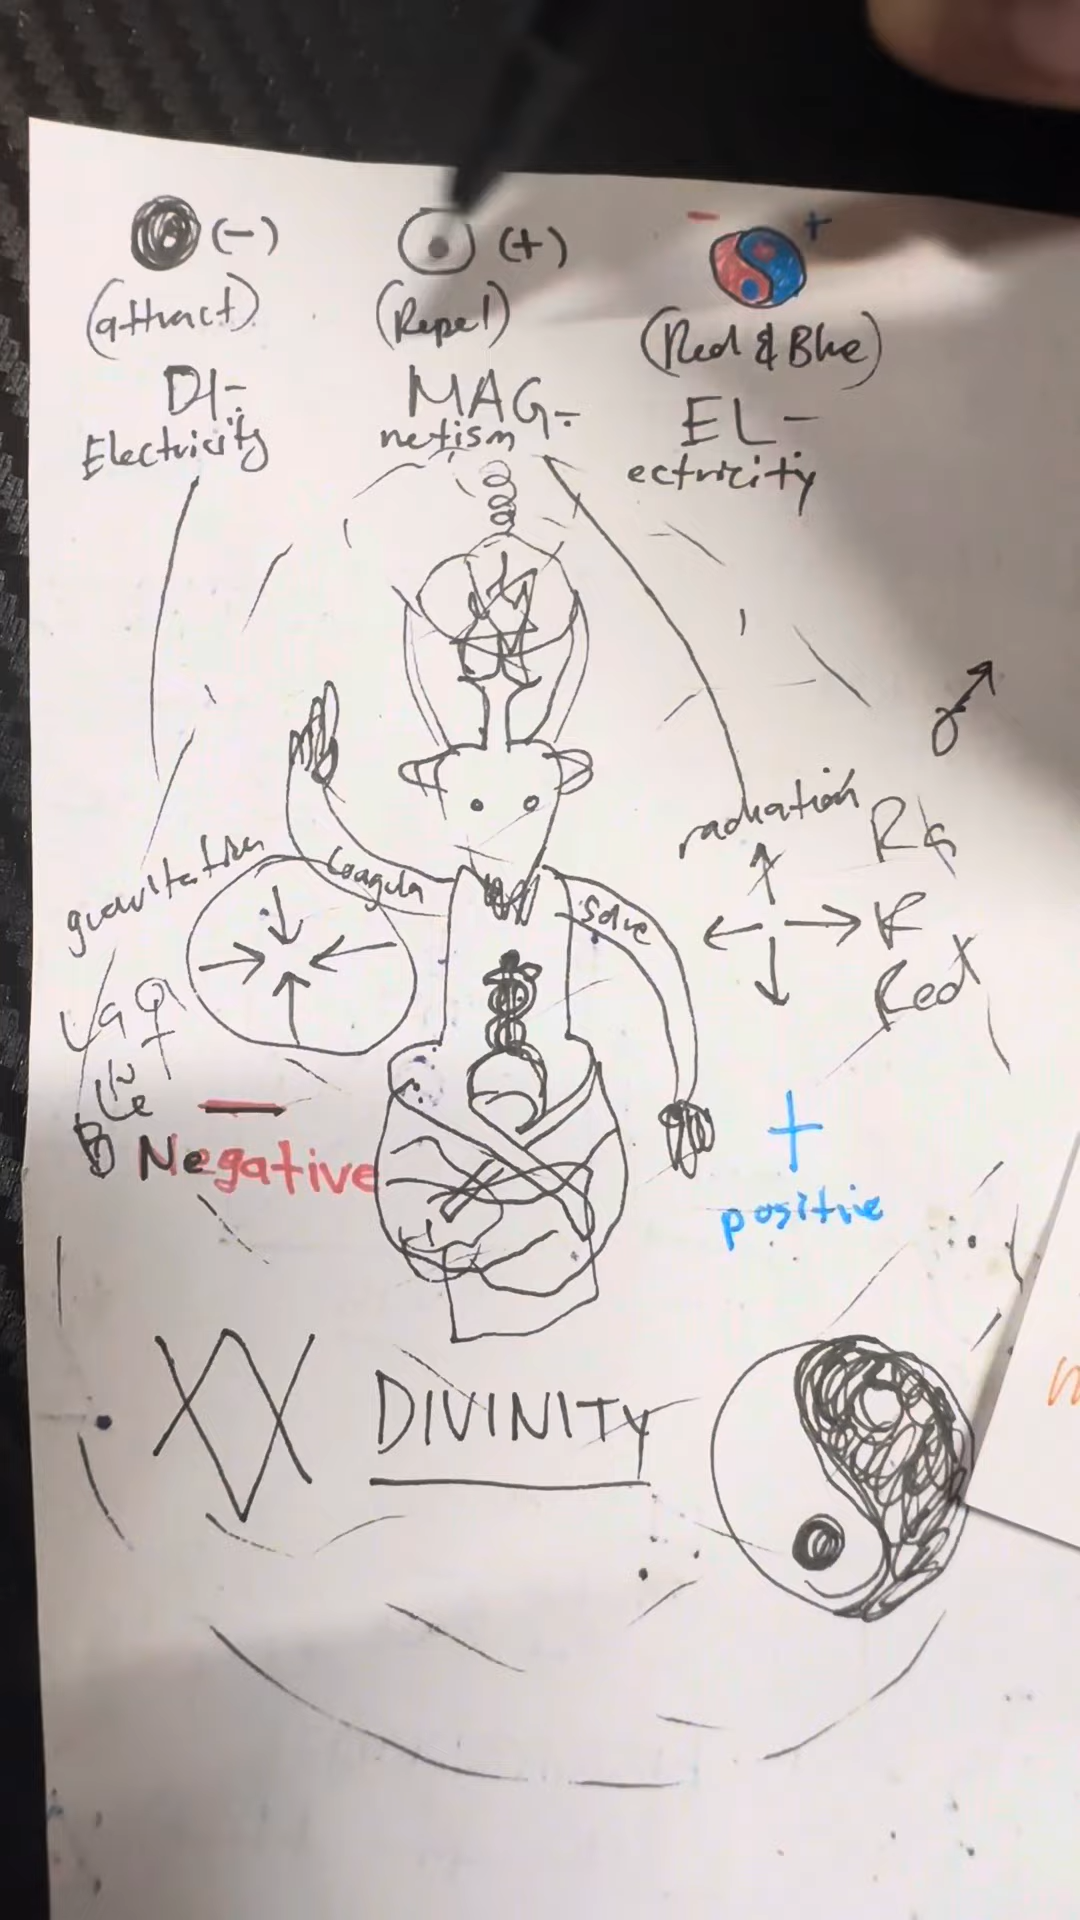 (-) (+) - +
(attract) (Repel) (Red & Blue)
DI- MAG- EL-
Electricity netism ectricity
radiation
gravitation coagula solve
R
Red
B Negative
+
positive
DIVINITY